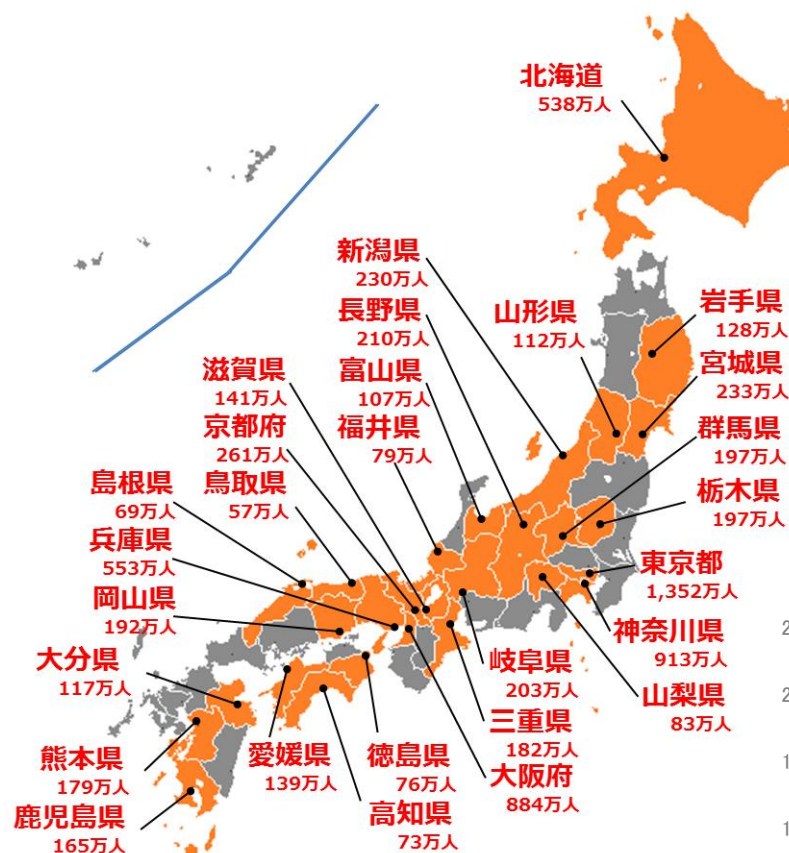 北海道
538万人
新潟県
230万人
長野県
210万人
山形県
112万人
岩手県
128万人
滋賀県
141万人
富山県
107万人
宮城県
233万人
京都府
261万人
福井県
79万人
群馬県
197万人
島根県
69万人
鳥取県
57万人
栃木県
197万人
兵庫県
553万人
東京都
1,352万人
岡山県
192万人
神奈川県
913万人
2
大分県
117万人
岐阜県
203万人
山梨県
83万人
2
三重県
182万人
熊本県
179万人
愛媛県
139万人
徳島県
76万人
大阪府
884万人
1
鹿児島県
165万人
高知県
73万人
1